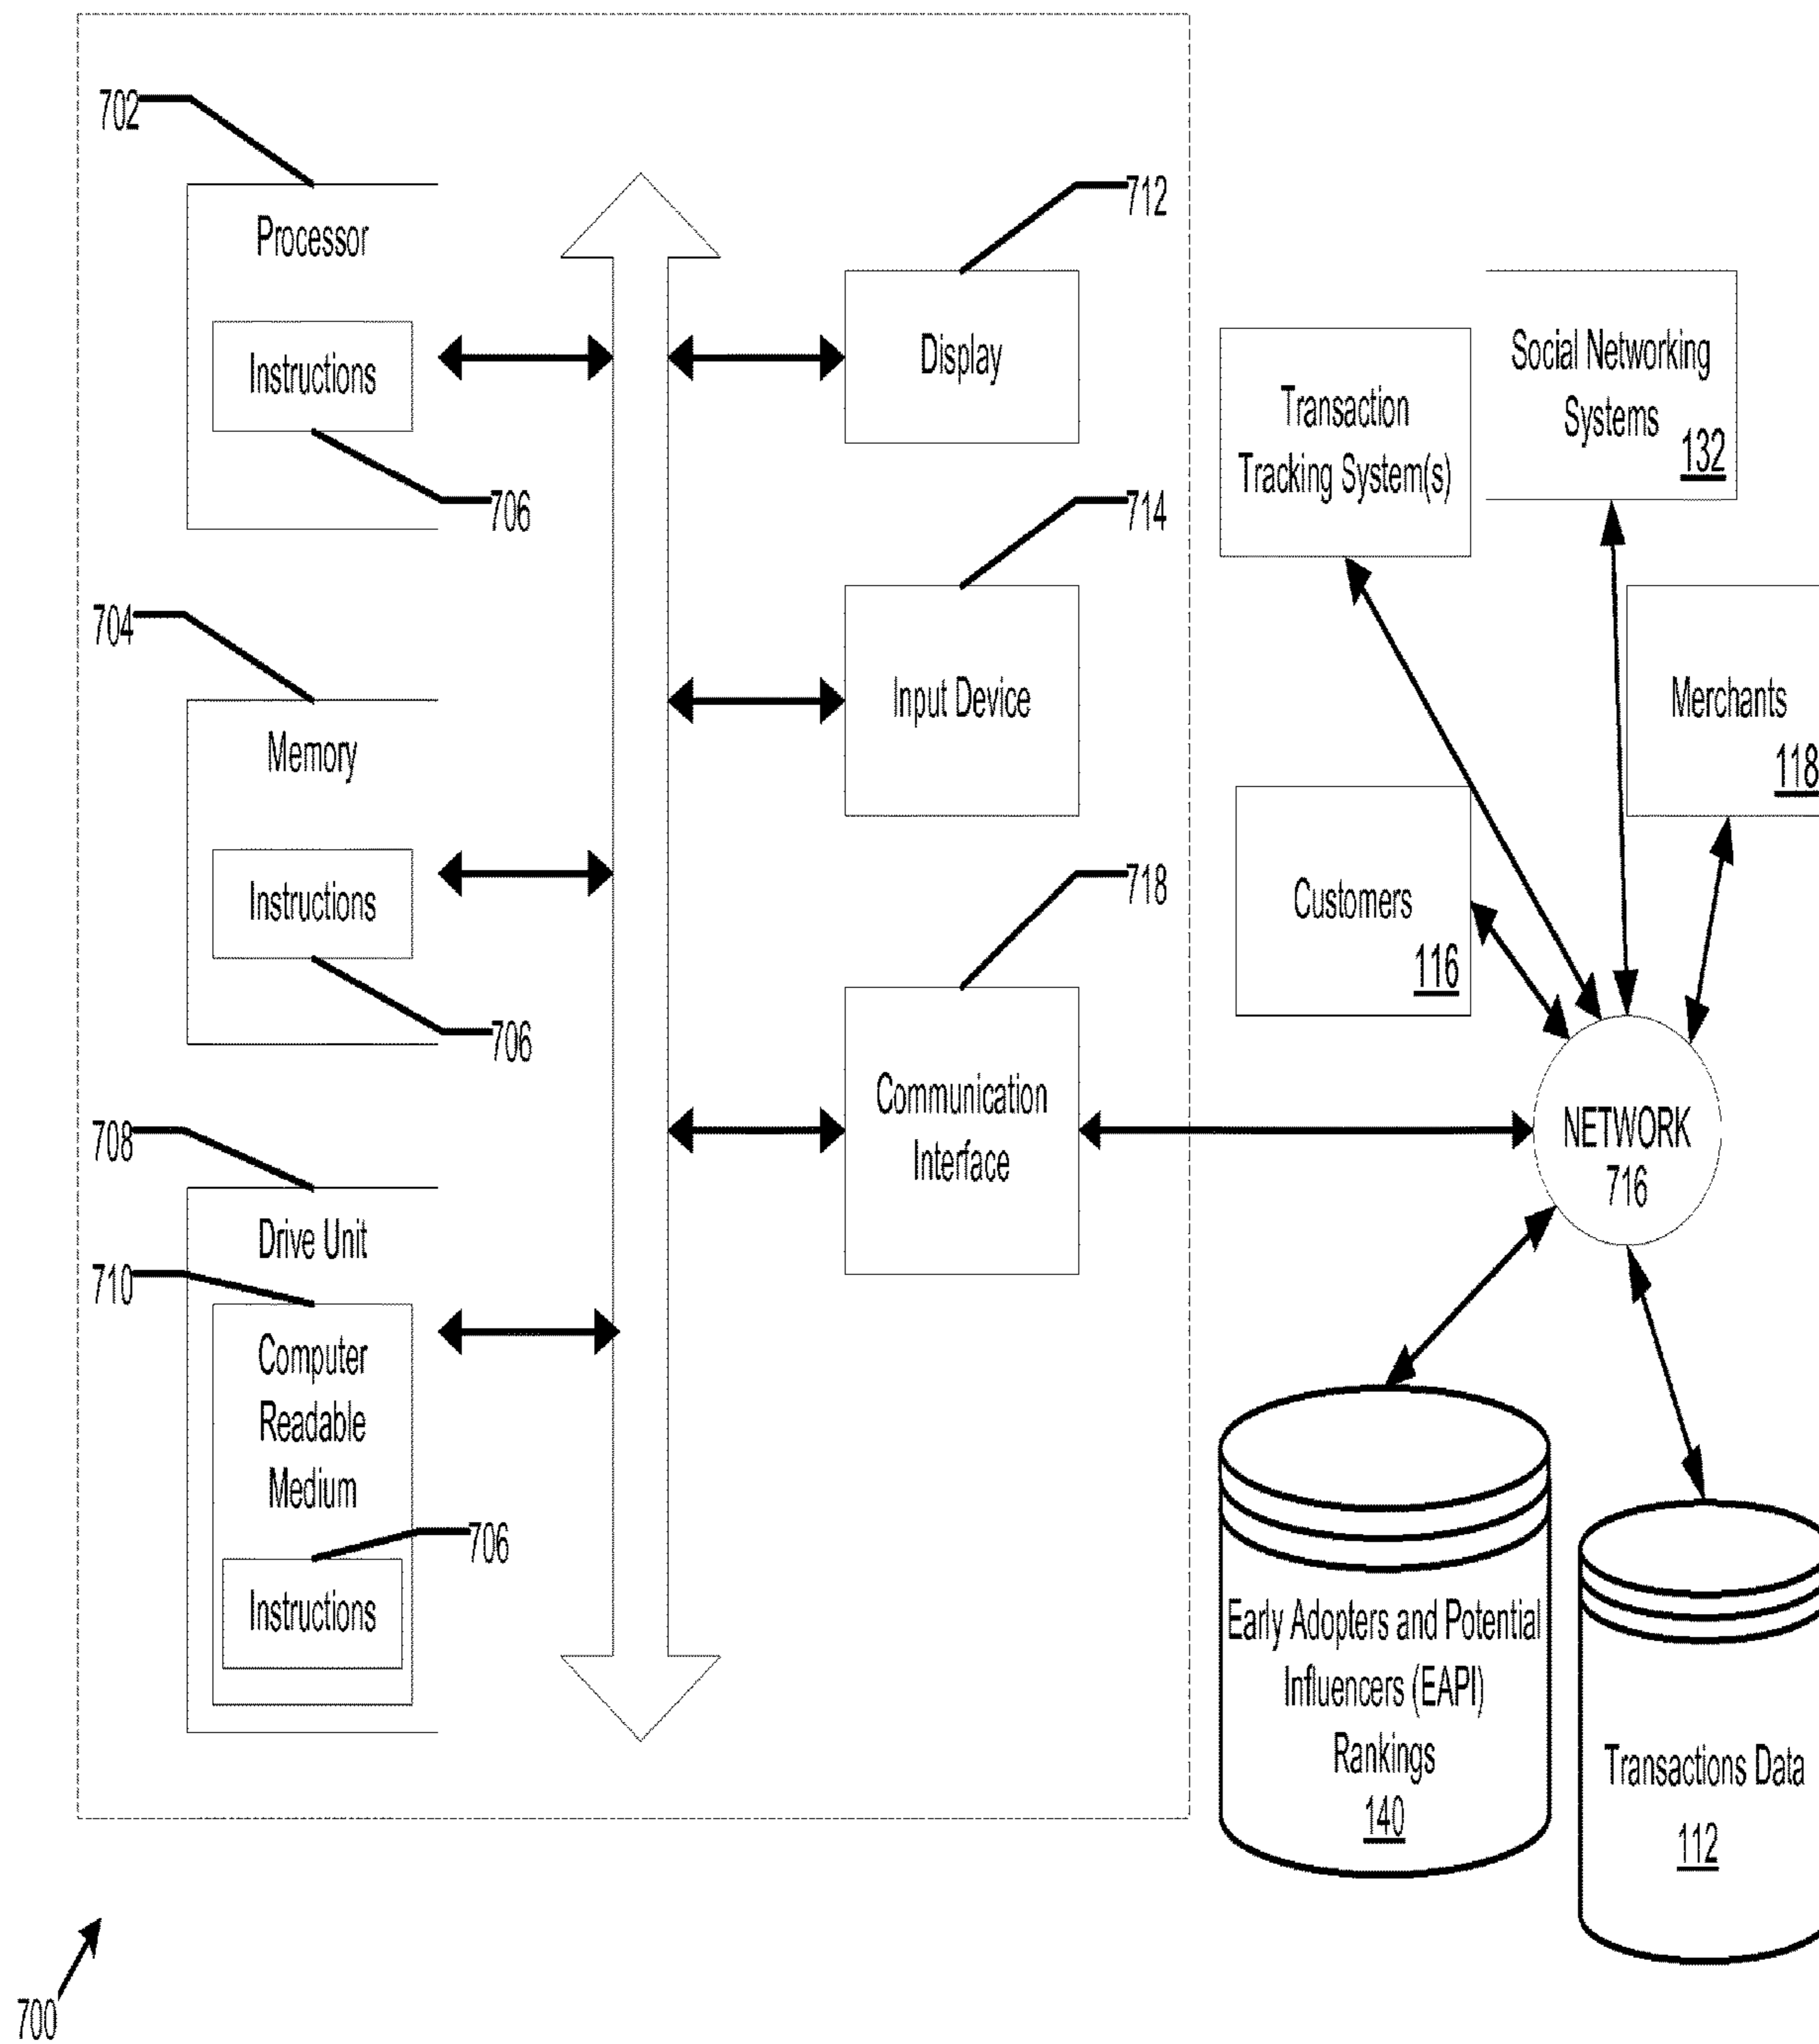 702
Processor
Instructions
706
704
Memory
Instructions
706
708
Drive Unit
710
Computer
Readable
Medium
706
Instructions
712
Display
714
Input Device
718
Communication
Interface
Transaction
Tracking System(s)
Social Networking
Systems
132
Merchants
118
Customers
116
NETWORK
716
Early Adopters and Potential
Influencers (EAPI)
Rankings
140
Transactions Data
112
700